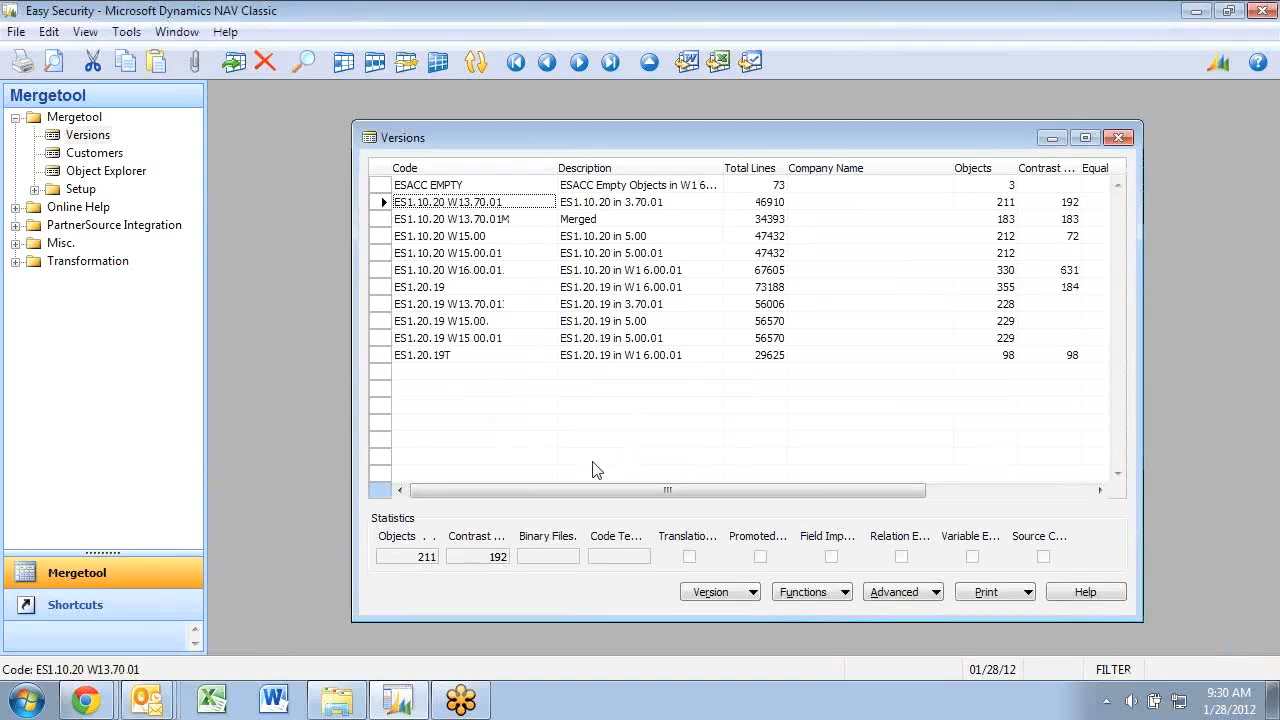 Easy Security - Microsoft Dynamics NAV Classic
File Edit View Tools Window Help
Mergetool
Mergetool
Versions
Customers
Object Explorer
Setup
Online Help
PartnerSource Integration
Misc.
Transformation
Mergetool
Shortcuts
Versions
Code Description Total Lines Company Name Objects Contrast ... Equal
ESACC EMPTY ESACC Empty Objects in W1 6... 73 3
ES1.10.20 W13.70.01 ES1.10.20 in 3.70.01 46910 211 192
ES1.10.20 W13.70.01M Merged 34393 183 183
ES1.10.20 W15.00 ES1.10.20 in 5.00 47432 212 72
ES1.10.20 W15.00.01 ES1.10.20 in 5.00.01 47432 212
ES1.10.20 W16.00.01 ES1.10.20 in W1 6.00.01 67605 330 631
ES1.20.19 ES1.20.19 in W1 6.00.01 73188 355 184
ES1.20.19 W13.70.01 ES1.20.19 in 3.70.01 56006 228
ES1.20.19 W15.00. ES1.20.19 in 5.00 56570 229
ES1.20.19 W15 00.01 ES1.20.19 in 5.00.01 56570 229
ES1.20.19T ES1.20.19 in W1 6.00.01 29625 98 98
Statistics
Objects . . Contrast ... Binary Files. Code Te... Translatio... Promoted... Field Imp... Relation E... Variable E... Source C...
211 192
Version Functions Advanced Print Help
Code: ES1.10.20 W13.70 01 01/28/12 FILTER
9:30 AM
1/28/2012